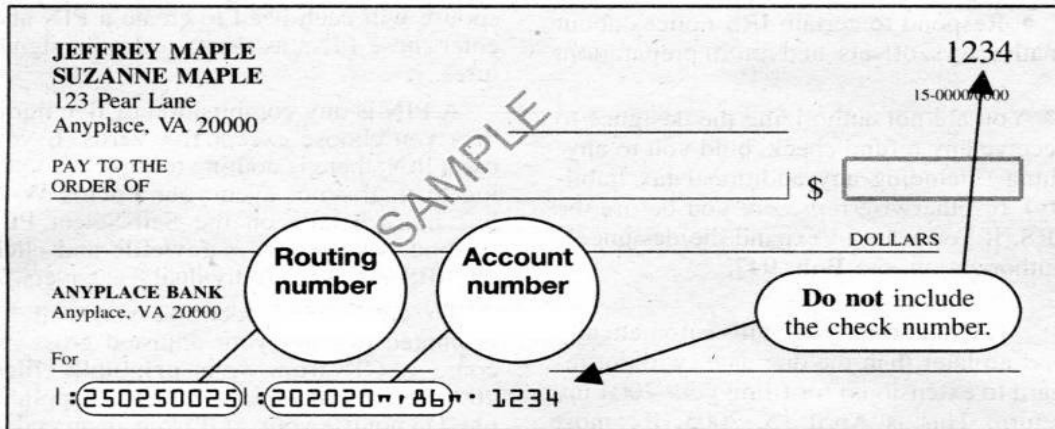 JEFFREY MAPLE
SUZANNE MAPLE
123 Pear Lane
Anyplace, VA 20000
1234
15-0000/0000
PAY TO THE
ORDER OF
$
SAMPLE
DOLLARS
Routing
number
Account
number
ANYPLACE BANK
Anyplace, VA 20000
Do not include
the check number.
For
|:250250025|:202020"'86"' 1234